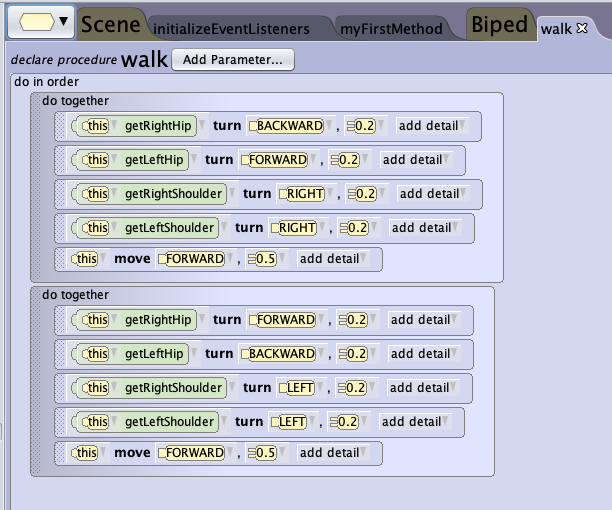 Scene initializeEventListeners myFirstMethod Biped walk
declare procedure walk Add Parameter...
do in order
do together
this getRightHip turn BACKWARD , 0.2 add detail
this getLeftHip turn FORWARD , 0.2 add detail
this getRightShoulder turn RIGHT , 0.2 add detail
this getLeftShoulder turn RIGHT , 0.2 add detail
this move FORWARD , 0.5 add detail
do together
this getRightHip turn FORWARD , 0.2 add detail
this getLeftHip turn BACKWARD , 0.2 add detail
this getRightShoulder turn LEFT , 0.2 add detail
this getLeftShoulder turn LEFT , 0.2 add detail
this move FORWARD , 0.5 add detail